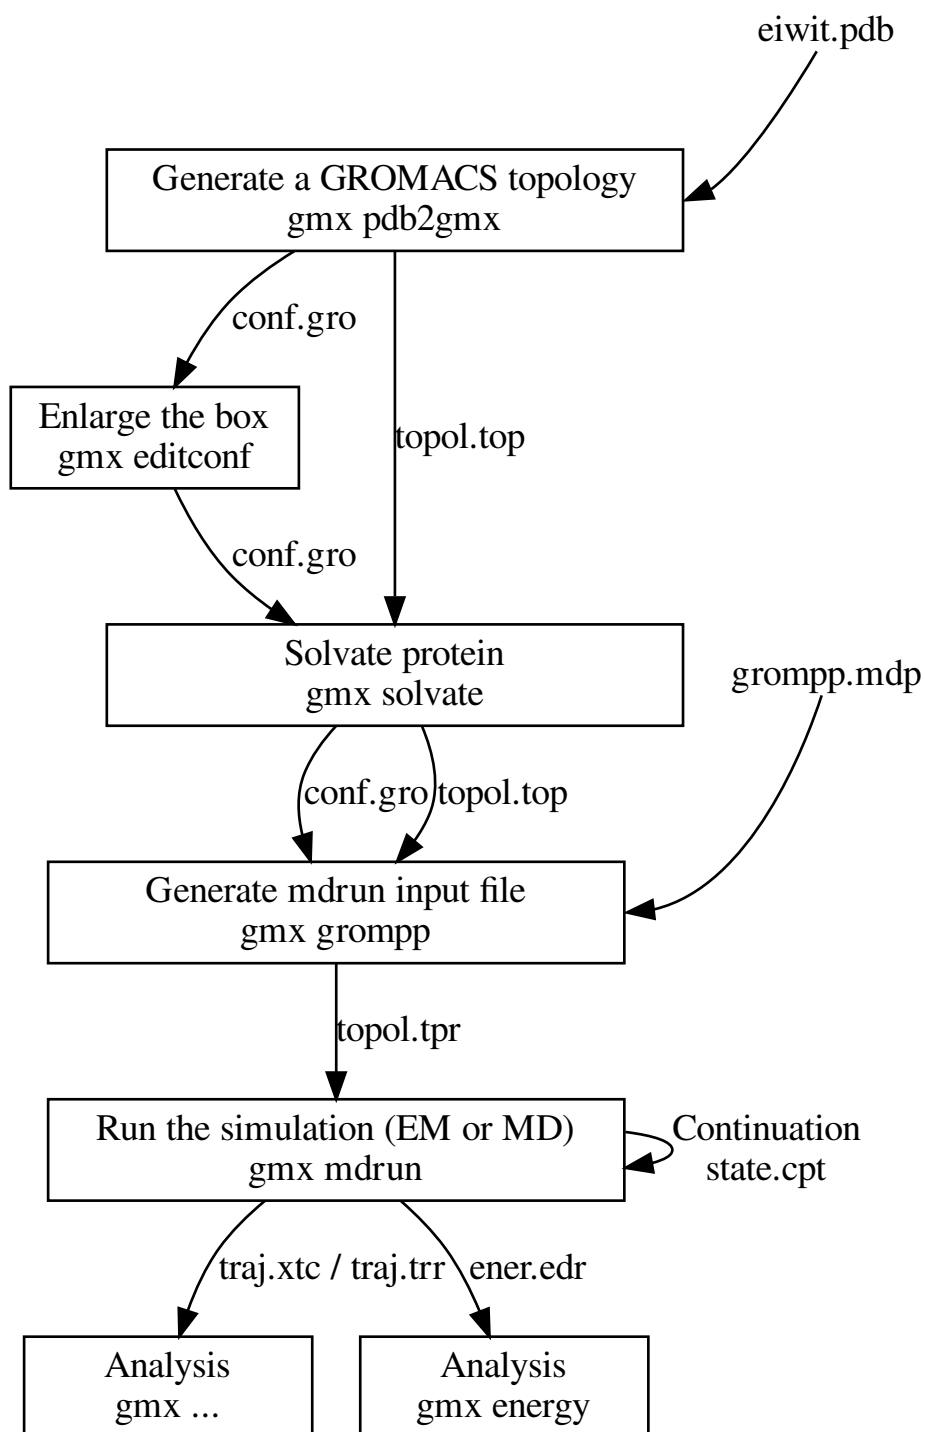 eiwit.pdb
Generate a GROMACS topology
gmx pdb2gmx
conf.gro
Enlarge the box
gmx editconf
topol.top
conf.gro
Solvate protein
gmx solvate
grompp.mdp
conf.gro
topol.top
Generate mdrun input file
gmx grompp
topol.tpr
Run the simulation (EM or MD)
gmx mdrun
Continuation
state.cpt
traj.xtc / traj.trr
ener.edr
Analysis
gmx ...
Analysis
gmx energy